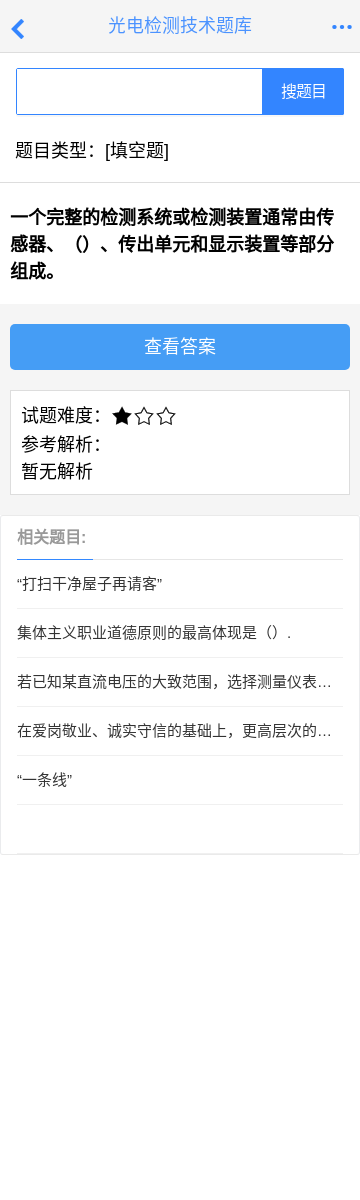 光电检测技术题库
搜题目
题目类型：[填空题]
一个完整的检测系统或检测装置通常由传
感器、（）、传出单元和显示装置等部分
组成。
查看答案
试题难度：
参考解析：
暂无解析
相关题目:
“打扫干净屋子再请客”
集体主义职业道德原则的最高体现是（）.
若已知某直流电压的大致范围，选择测量仪表…
在爱岗敬业、诚实守信的基础上，更高层次的…
“一条线”